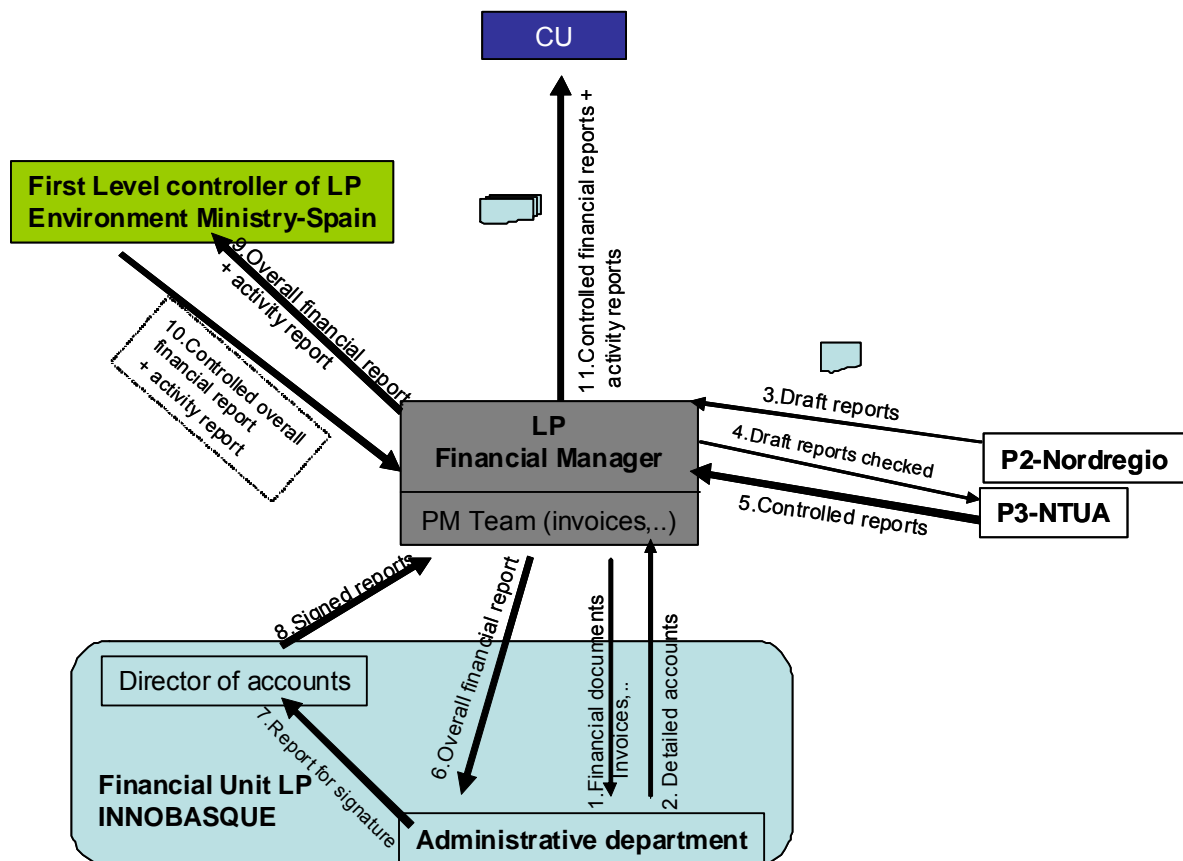 CU
11.Controlled financial reports +
activity reports
First Level controller of LP
Environment Ministry-Spain
9.Overall financial report
+ activity report
10.Controlled overall
financial report
+ activity report
3.Draft reports
4.Draft reports checked
5.Controlled reports
P2-Nordregio
P3-NTUA
LP
Financial Manager
PM Team (invoices,..)
8.Signed reports
6.Overall financial report
1.Financial documents
Invoices,..
2. Detailed accounts
Director of accounts
7.Report for signature
Financial Unit LP
INNOBASQUE
Administrative department